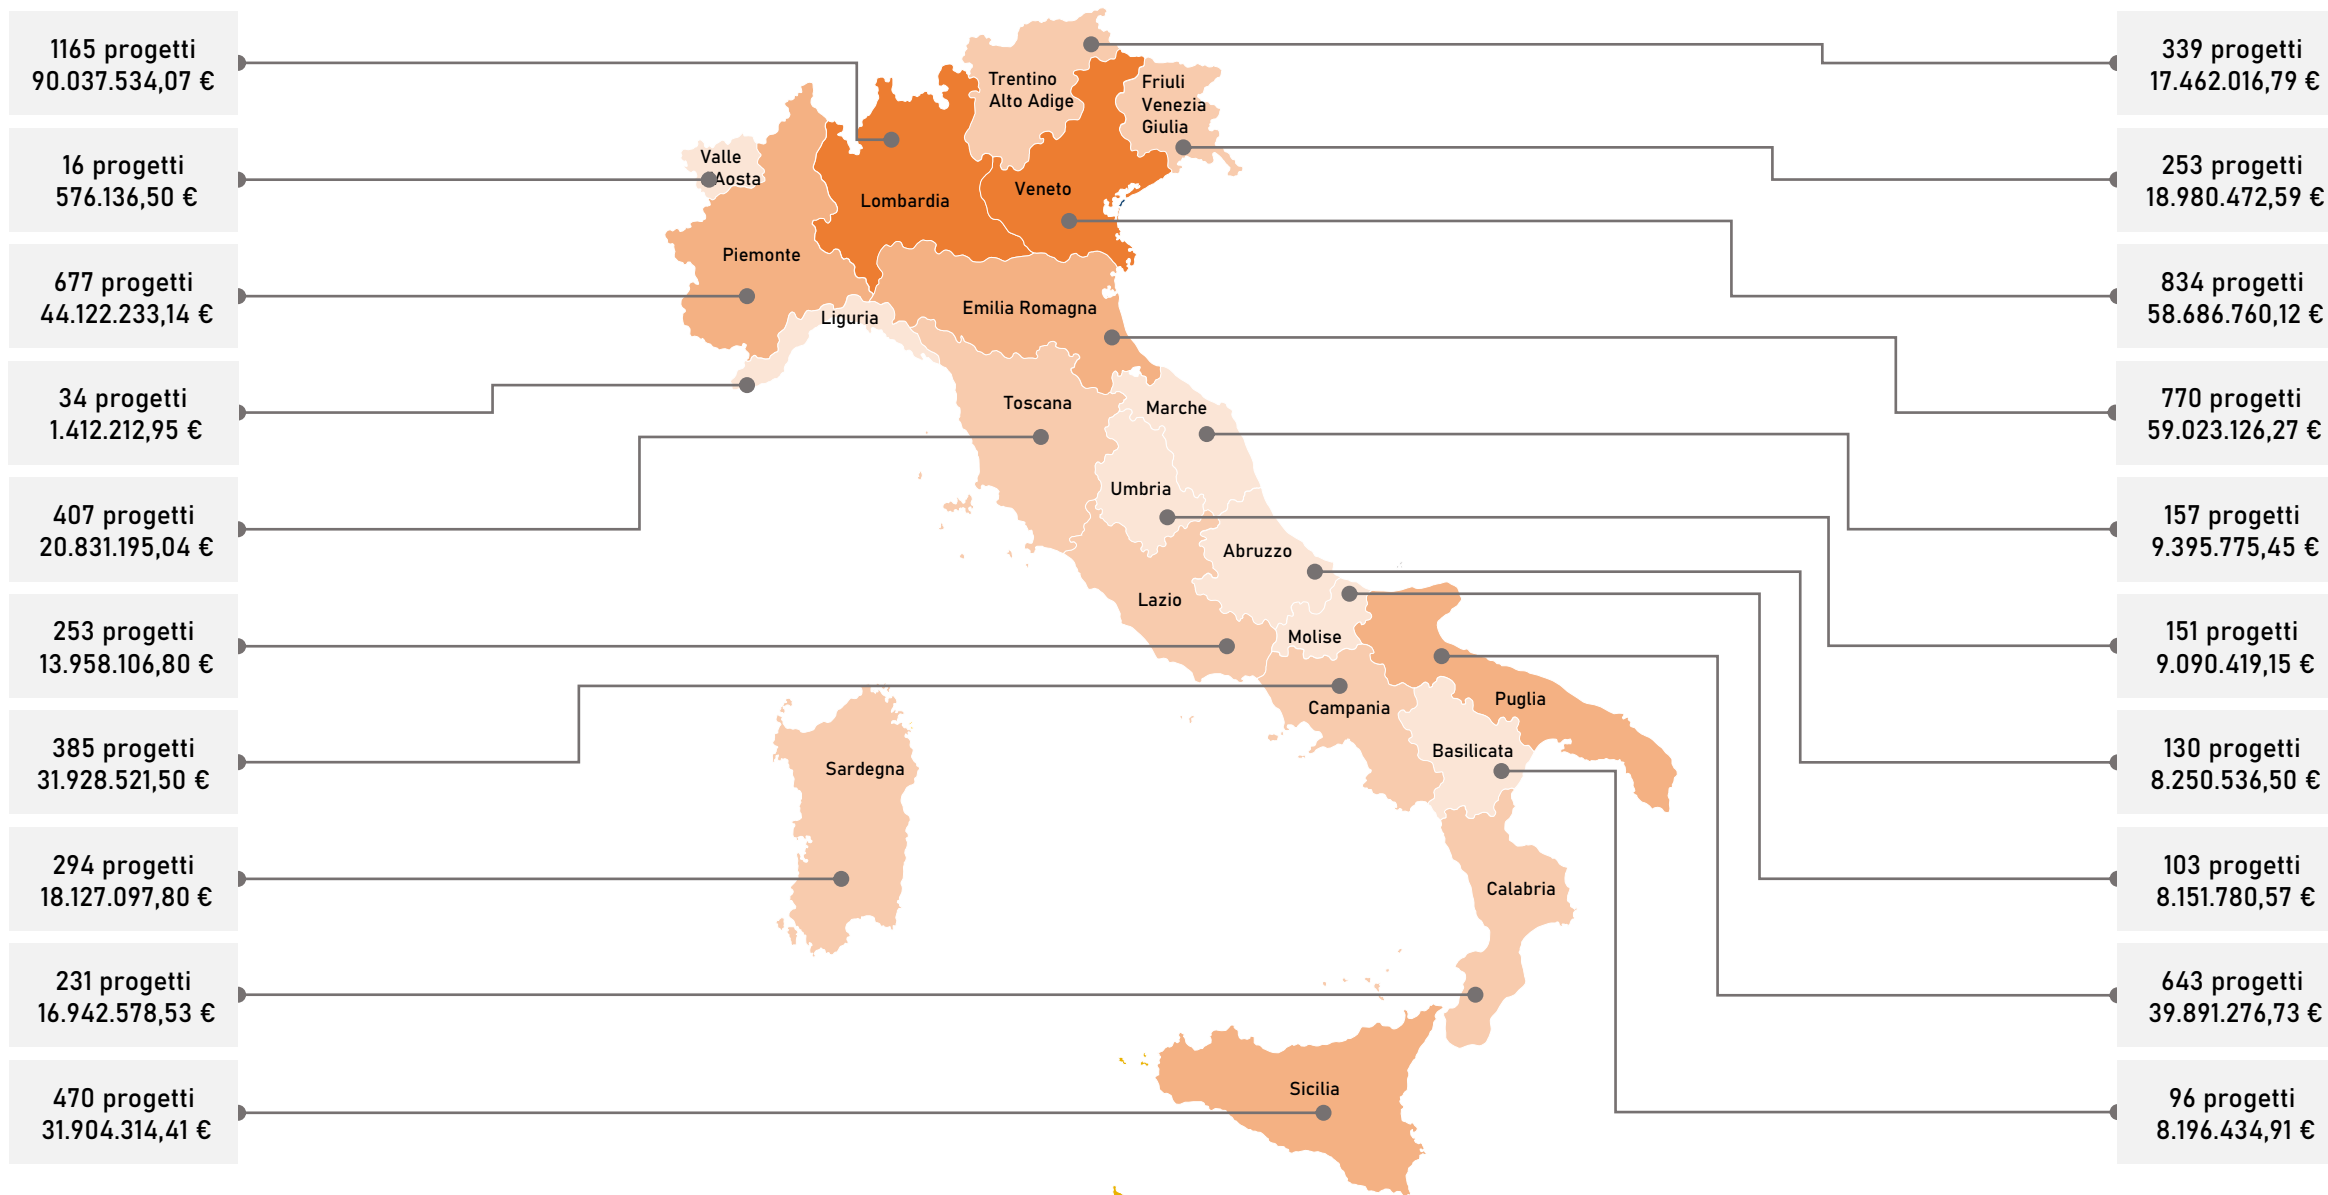 1165 progetti
90.037.534,07 €
16 progetti
576.136,50 €
677 progetti
44.122.233,14 €
34 progetti
1.412.212,95 €
407 progetti
20.831.195,04 €
253 progetti
13.958.106,80 €
385 progetti
31.928.521,50 €
294 progetti
18.127.097,80 €
231 progetti
16.942.578,53 €
470 progetti
31.904.314,41 €
Trentino
Alto Adige
Friuli
Venezia
Giulia
Valle
Aosta
Lombardia
Veneto
Piemonte
Emilia Romagna
Liguria
Toscana
Marche
Umbria
Abruzzo
Lazio
Molise
Campania
Puglia
Basilicata
Sardegna
Calabria
Sicilia
339 progetti
17.462.016,79 €
253 progetti
18.980.472,59 €
834 progetti
58.686.760,12 €
770 progetti
59.023.126,27 €
157 progetti
9.395.775,45 €
151 progetti
9.090.419,15 €
130 progetti
8.250.536,50 €
103 progetti
8.151.780,57 €
643 progetti
39.891.276,73 €
96 progetti
8.196.434,91 €